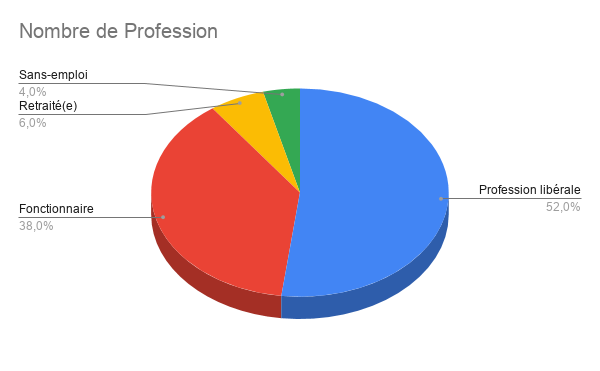 Nombre de Profession
Sans-emploi
4,0%
Retraité(e)
6,0%
Fonctionnaire
38,0%
Profession libérale
52,0%